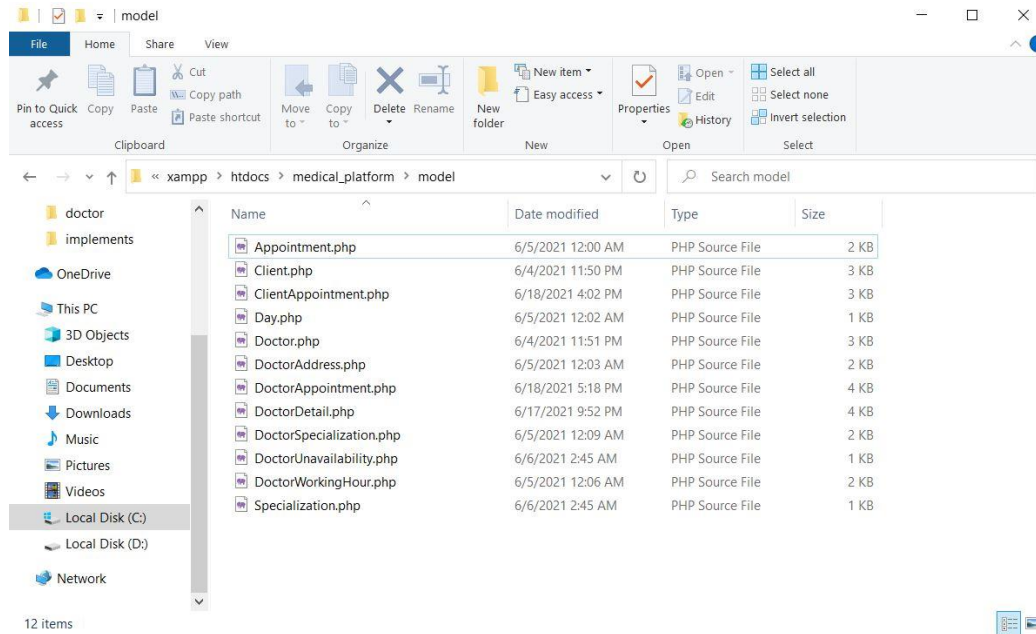 model
File Home Share View
Pin to Quick access
Copy
Paste
Cut
Copy path
Paste shortcut
Move to
Copy to
Delete
Rename
New folder
New item
Easy access
Properties
Open
Edit
History
Select all
Select none
Invert selection
Clipboard Organize New Open Select
« xampp > htdocs > medical_platform > model
Search model
doctor
implements
OneDrive
This PC
3D Objects
Desktop
Documents
Downloads
Music
Pictures
Videos
Local Disk (C:)
Local Disk (D:)
Network
Name Date modified Type Size
Appointment.php 6/5/2021 12:00 AM PHP Source File 2 KB
Client.php 6/4/2021 11:50 PM PHP Source File 3 KB
ClientAppointment.php 6/18/2021 4:02 PM PHP Source File 3 KB
Day.php 6/5/2021 12:02 AM PHP Source File 1 KB
Doctor.php 6/4/2021 11:51 PM PHP Source File 3 KB
DoctorAddress.php 6/5/2021 12:03 AM PHP Source File 2 KB
DoctorAppointment.php 6/18/2021 5:18 PM PHP Source File 4 KB
DoctorDetail.php 6/17/2021 9:52 PM PHP Source File 4 KB
DoctorSpecialization.php 6/5/2021 12:09 AM PHP Source File 2 KB
DoctorUnavailability.php 6/6/2021 2:45 AM PHP Source File 1 KB
DoctorWorkingHour.php 6/5/2021 12:06 AM PHP Source File 2 KB
Specialization.php 6/6/2021 2:45 AM PHP Source File 1 KB
12 items